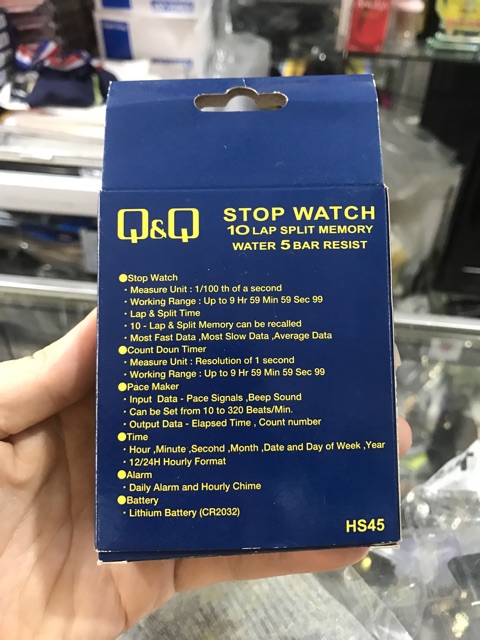 Q&Q
STOP WATCH
10 LAP SPLIT MEMORY
WATER 5 BAR RESIST
●Stop Watch
・Measure Unit : 1/100 th of a second
・Working Range : Up to 9 Hr 59 Min 59 Sec 99
・Lap & Split Time
・10 - Lap & Split Memory can be recalled
・Most Fast Data ,Most Slow Data ,Average Data
●Count Doun Timer
・Measure Unit : Resolution of 1 second
・Working Range : Up to 9 Hr 59 Min 59 Sec 99
●Pace Maker
・Input Data - Pace Signals ,Beep Sound
・Can be Set from 10 to 320 Beats/Min.
・Output Data - Elapsed Time , Count number
●Time
・Hour ,Minute ,Second ,Month ,Date and Day of Week ,Year
・12/24H Hourly Format
●Alarm
・Daily Alarm and Hourly Chime
●Battery
・Lithium Battery (CR2032)
HS45